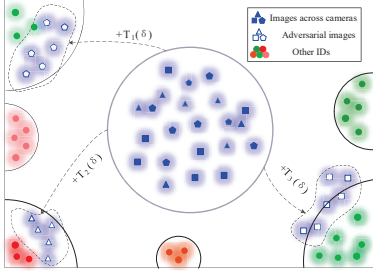 +T₁(δ)
Images across cameras
Adversarial images
Other IDs
+T₂(δ)
+T₃(δ)